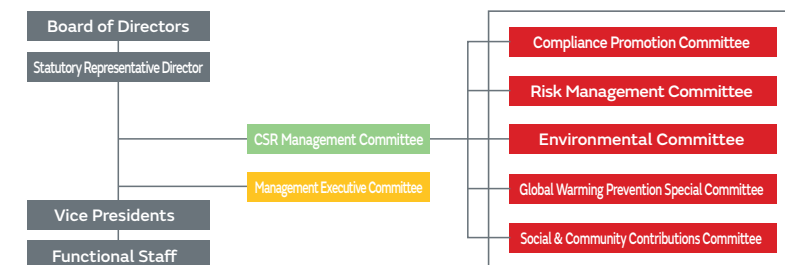 Board of Directors
Statutory Representative Director
CSR Management Committee
Management Executive Committee
Vice Presidents
Functional Staff
Compliance Promotion Committee
Risk Management Committee
Environmental Committee
Global Warming Prevention Special Committee
Social & Community Contributions Committee